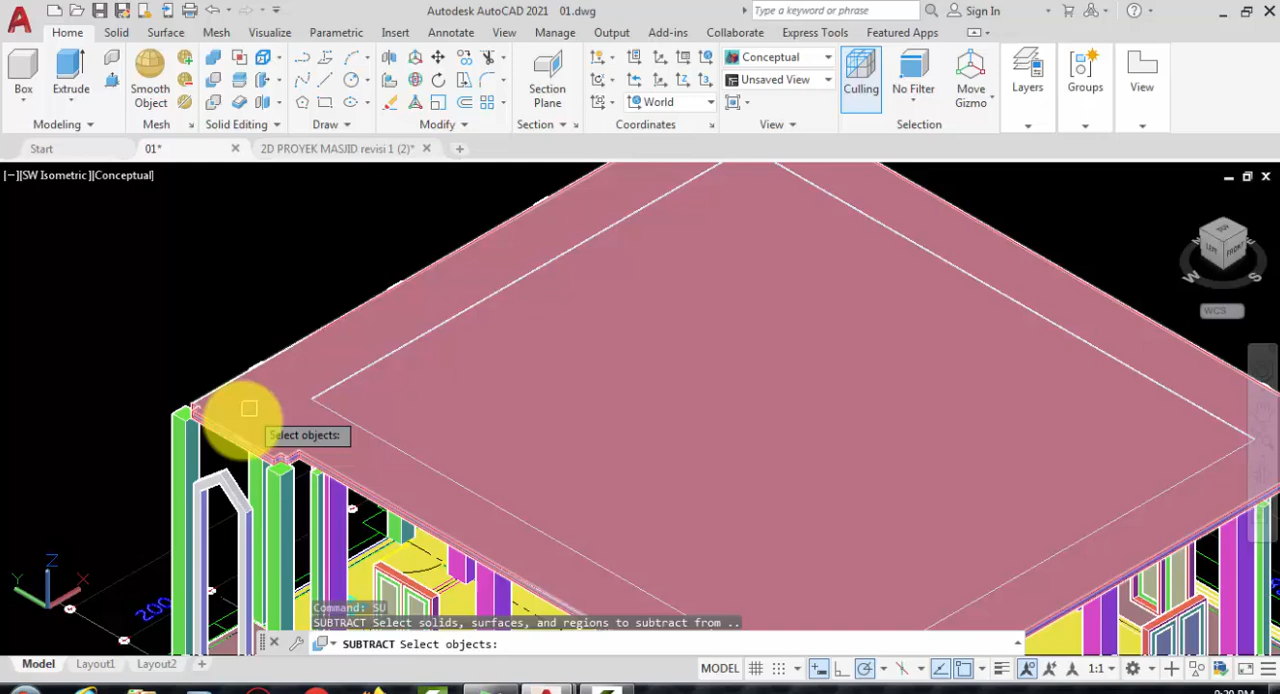 Autodesk AutoCAD 2021 01.dwg
Type a keyword or phrase
Sign In
Home Solid Surface Mesh Visualize Parametric Insert Annotate View Manage Output Add-ins Collaborate Express Tools Featured Apps
Box
Extrude
Smooth
Object
Section
Plane
World
Conceptual
Unsaved View
Culling
No Filter
Move
Gizmo
Layers
Groups
View
Modeling
Mesh
Solid Editing
Draw
Modify
Section
Coordinates
View
Selection
Start
01*
2D PROYEK MASJID revisi 1 (2)*
[−][SW Isometric][Conceptual]
TOP
LEFT
FRONT
W
S
WCS
Select objects:
Z
Y
X
200
Command: SU
SUBTRACT Select solids, surfaces, and regions to subtract from ..
SUBTRACT Select objects:
Model
Layout1
Layout2
MODEL
1:1